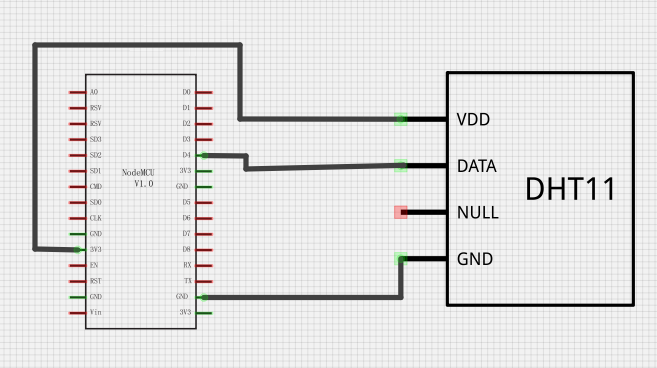 A0
RSV
RSV
SD3
SD2
SD1
CMD
SD0
CLK
GND
3V3
EN
RST
GND
Vin
NodeMCU
V1.0
D0
D1
D2
D3
D4
3V3
GND
D5
D6
D7
D8
RX
TX
GND
3V3
VDD
DATA
NULL
GND
DHT11